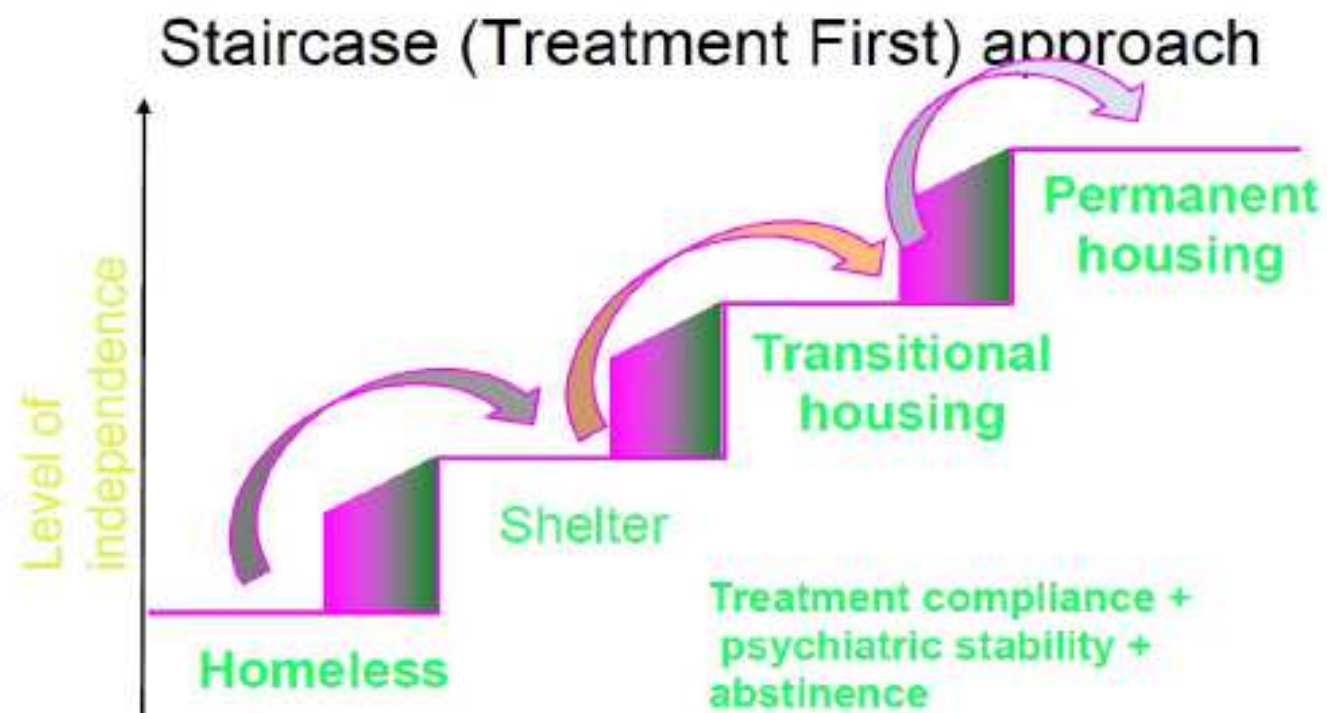 Staircase (Treatment First) approach
Level of
independence
Permanent
housing
Transitional
housing
Shelter
Homeless
Treatment compliance +
psychiatric stability +
abstinence